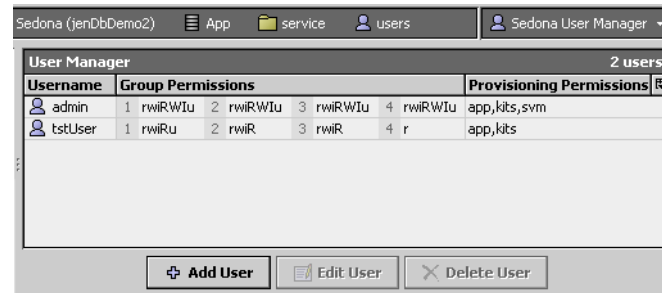 Sedona (jenDbDemo2) App service users Sedona User Manager
User Manager 2 users
Username Group Permissions Provisioning Permissions
admin 1 rwiRWIu 2 rwiRWIu 3 rwiRWIu 4 rwiRWIu app,kits,svm
tstUser 1 rwiRu 2 rwiR 3 rwiR 4 r app,kits
Add User Edit User Delete User